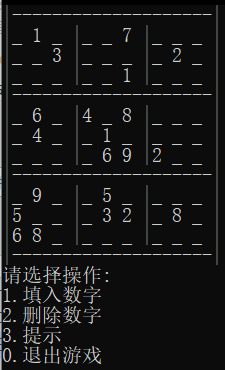 ---------------------
_ 1 _ | _ _ 7 | _ _ _
_ _ 3 | _ _ _ | _ 2 _
_ _ _ | _ _ 1 | _ _ _
---------------------
_ 6 _ | 4 _ 8 | _ _ _
_ 4 _ | _ 1 _ | _ _ _
_ _ _ | _ 6 9 | 2 _ _
---------------------
_ 9 _ | _ 5 _ | _ _ _
5 _ _ | _ 3 2 | _ 8 _
6 8 _ | _ _ _ | _ _ _
---------------------
请选择操作:
1.填入数字
2.删除数字
3.提示
0.退出游戏